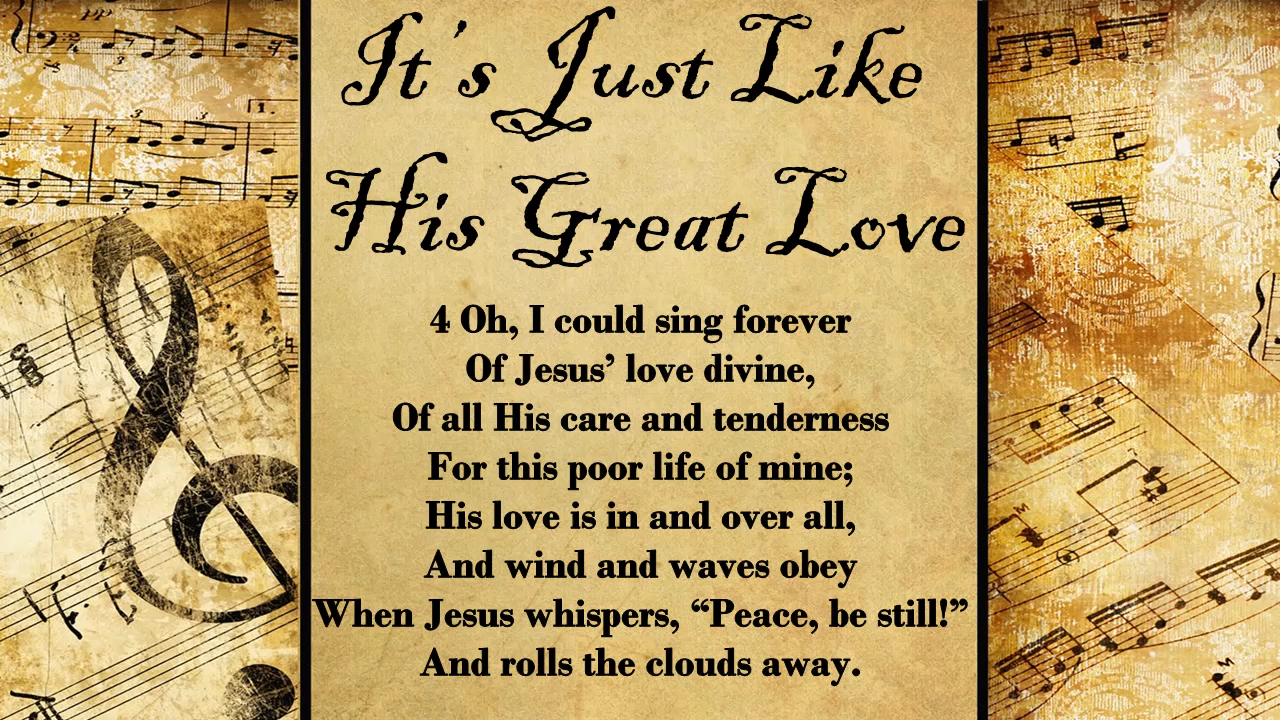 It's Just Like
His Great Love
4 Oh, I could sing forever
Of Jesus’ love divine,
Of all His care and tenderness
For this poor life of mine;
His love is in and over all,
And wind and waves obey
When Jesus whispers, “Peace, be still!”
And rolls the clouds away.